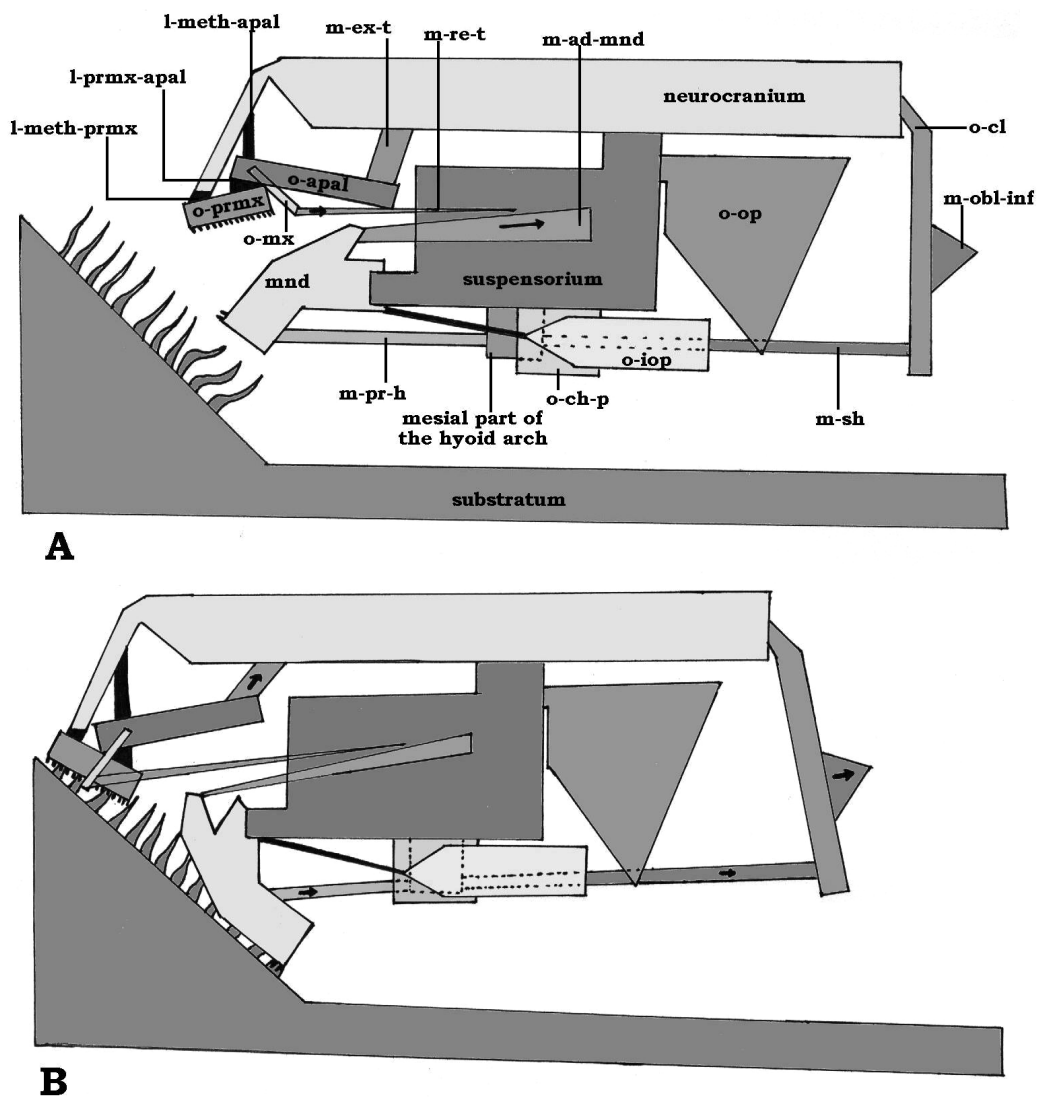 l-meth-apal
m-ex-t
m-re-t
m-ad-mnd
l-prmx-apal
neurocranium
l-meth-prmx
o-cl
o-apal
o-prmx
o-op
m-obl-inf
o-mx
mnd
suspensorium
o-iop
m-pr-h
o-ch-p
mesial part of
the hyoid arch
m-sh
substratum
A
B